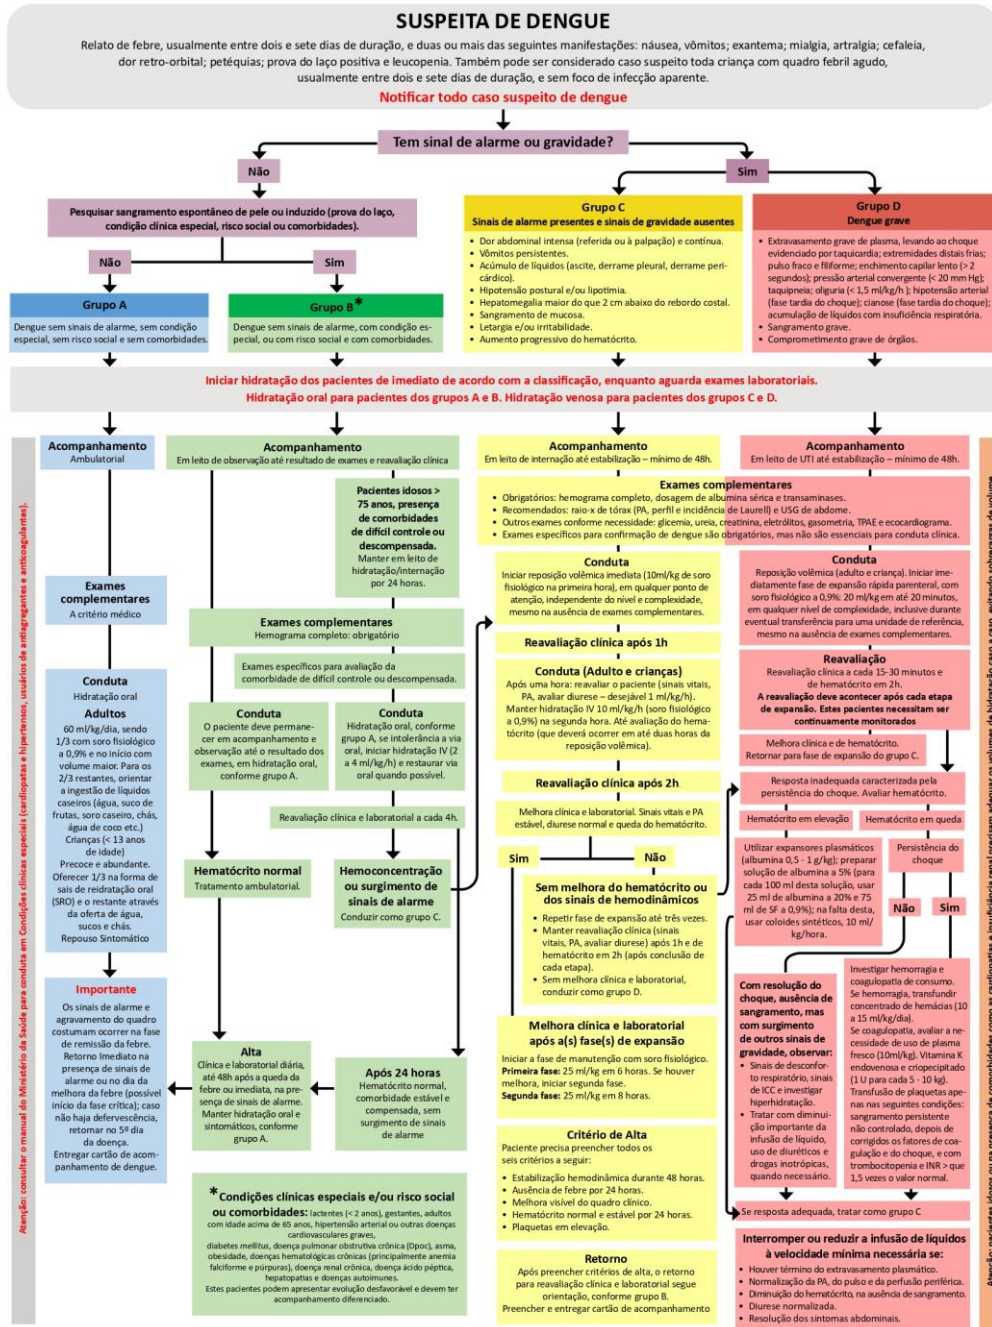 SUSPEITA DE DENGUE
Relato de febre, usualmente entre dois e sete dias de duração, e duas ou mais das seguintes manifestações: náusea, vômitos; exantema; mialgia, artralgia; cefaleia,
dor retro-orbital; petéquias; prova do laço positiva e leucopenia. Também pode ser considerado caso suspeito toda criança com quadro febril agudo,
usualmente entre dois e sete dias de duração, e sem foco de infecção aparente.
Notificar todo caso suspeito de dengue
Tem sinal de alarme ou gravidade?
Não
Sim
Pesquisar sangramento espontâneo de pele ou induzido (prova do laço,
condição clínica especial, risco social ou comorbidades).
Não
Sim
Grupo A
Dengue sem sinais de alarme, sem condição
especial, sem risco social e sem comorbidades.
Grupo B*
Dengue sem sinais de alarme, com condição es-
pecial, ou com risco social e com comorbidades.
Grupo C
Sinais de alarme presentes e sinais de gravidade ausentes
• Dor abdominal intensa (referida ou à palpação) e contínua.
• Vômitos persistentes.
• Acúmulo de líquidos (ascite, derrame pleural, derrame peri-
cárdico).
• Hipotensão postural e/ou lipotimia.
• Hepatomegalia maior do que 2 cm abaixo do rebordo costal.
• Sangramento de mucosa.
• Letargia e/ou irritabilidade.
• Aumento progressivo do hematócrito.
Grupo D
Dengue grave
• Extravasamento grave de plasma, levando ao choque
evidenciado por taquicardia; extremidades distais frias;
pulso fraco e filiforme; enchimento capilar lento (> 2
segundos); pressão arterial convergente (< 20 mm Hg);
taquipneia; oliguria (< 1,5 ml/kg/h ); hipotensão arterial
(fase tardia do choque); cianose (fase tardia do choque);
acumulação de líquidos com insuficiência respiratória.
• Sangramento grave.
• Comprometimento grave de órgãos.
Iniciar hidratação dos pacientes de imediato de acordo com a classificação, enquanto aguarda exames laboratoriais.
Hidratação oral para pacientes dos grupos A e B. Hidratação venosa para pacientes dos grupos C e D.
Atenção: consultar o manual do Ministério da Saúde para conduta em Condições clínicas especiais (cardiopatas e hipertensos, usuários de antiagregantes e anticoagulantes).
Acompanhamento
Ambulatorial
Exames
complementares
A critério médico
Conduta
Hidratação oral
Adultos
60 ml/kg/dia, sendo
1/3 com soro fisiológico
a 0,9% e no início com
volume maior. Para os
2/3 restantes, orientar
a ingestão de líquidos
caseiros (água, suco de
frutas, soro caseiro, chás,
água de coco etc.)
Crianças (< 13 anos
de idade)
Precoce e abundante.
Oferecer 1/3 na forma de
sais de reidratação oral
(SRO) e o restante através
da oferta de água,
sucos e chás.
Repouso Sintomático
Importante
Os sinais de alarme e
agravamento do quadro
costumam ocorrer na fase
de remissão da febre.
Retorno Imediato na
presença de sinais de
alarme ou no dia da
melhora da febre (possível
início da fase crítica); caso
não haja defervescência,
retornar no 5º dia
da doença.
Entregar cartão de acom-
panhamento de dengue.
Acompanhamento
Em leito de observação até resultado de exames e reavaliação clínica
Pacientes idosos >
75 anos, presença
de comorbidades
de difícil controle ou
descompensada.
Manter em leito de
hidratação/internação
por 24 horas.
Exames complementares
Hemograma completo: obrigatório
Exames específicos para avaliação da
comorbidade de difícil controle ou descompensada.
Conduta
O paciente deve permane-
cer em acompanhamento e
observação até o resultado dos
exames, em hidratação oral,
conforme grupo A.
Conduta
Hidratação oral, conforme
grupo A, se intolerância a via
oral, iniciar hidratação IV (2
a 4 ml/kg/h) e restaurar via
oral quando possível.
Reavaliação clínica e laboratorial a cada 4h.
Hematócrito normal
Tratamento ambulatorial.
Hemoconcentração
ou surgimento de
sinais de alarme
Conduzir como grupo C.
Alta
Clínica e laboratorial diária,
até 48h após a queda da
febre ou imediata, na pre-
sença de sinais de alarme.
Manter hidratação oral e
sintomáticos, conforme
grupo A.
Após 24 horas
Hematócrito normal,
comorbidade estável e
compensada, sem
surgimento de sinais
de alarme
*Condições clínicas especiais e/ou risco social
ou comorbidades: lactentes (< 2 anos), gestantes, adultos
com idade acima de 65 anos, hipertensão arterial ou outras doenças
cardiovasculares graves,
diabetes mellitus, doença pulmonar obstrutiva crônica (Dpoc), asma,
obesidade, doenças hematológicas crônicas (principalmente anemia
falciforme e púrpuras), doença renal crônica, doença ácido péptica,
hepatopatias e doenças autoimunes.
Estes pacientes podem apresentar evolução desfavorável e devem ter
acompanhamento diferenciado.
Acompanhamento
Em leito de internação até estabilização – mínimo de 48h.
Acompanhamento
Em leito de UTI até estabilização – mínimo de 48h.
Exames complementares
• Obrigatórios: hemograma completo, dosagem de albumina sérica e transaminases.
• Recomendados: raio-x de tórax (PA, perfil e incidência de Laurell) e USG de abdome.
• Outros exames conforme necessidade: glicemia, ureia, creatinina, eletrólitos, gasometria, TPAE e ecocardiograma.
• Exames específicos para confirmação de dengue são obrigatórios, mas não são essenciais para conduta clínica.
Conduta
Iniciar reposição volêmica imediata (10ml/kg de soro
fisiológico na primeira hora), em qualquer ponto de
atenção, independente do nível e complexidade,
mesmo na ausência de exames complementares.
Reavaliação clínica após 1h
Conduta (Adulto e crianças)
Após uma hora: reavaliar o paciente (sinais vitais,
PA, avaliar diurese – desejável 1 ml/kg/h).
Manter hidratação IV 10 ml/kg/h (soro fisiológico
a 0,9%) na segunda hora. Até avaliação do hema-
tócrito (que deverá ocorrer em até duas horas da
reposição volêmica).
Reavaliação clínica após 2h
Melhora clínica e laboratorial. Sinais vitais e PA
estável, diurese normal e queda do hematócrito.
Sim
Não
Sem melhora do hematócrito ou
dos sinais de hemodinâmicos
• Repetir fase de expansão até três vezes.
• Manter reavaliação clínica (sinais
vitais, PA, avaliar diurese) após 1h e de
hematócrito em 2h (após conclusão de
cada etapa).
• Sem melhora clínica e laboratorial,
conduzir como grupo D.
Melhora clínica e laboratorial
após a(s) fase(s) de expansão
Iniciar a fase de manutenção com soro fisiológico.
Primeira fase: 25 ml/kg em 6 horas. Se houver
melhora, iniciar segunda fase.
Segunda fase: 25 ml/kg em 8 horas.
Critério de Alta
Paciente precisa preencher todos os
seis critérios a seguir:
• Estabilização hemodinâmica durante 48 horas.
• Ausência de febre por 24 horas.
• Melhora visível do quadro clínico.
• Hematócrito normal e estável por 24 horas.
• Plaquetas em elevação.
Retorno
Após preencher critérios de alta, o retorno
para reavaliação clínica e laboratorial segue
orientação, conforme grupo B.
Preencher e entregar cartão de acompanhamento
Conduta
Reposição volêmica (adulto e criança). Iniciar ime-
diatamente fase de expansão rápida parenteral, com
soro fisiológico a 0,9%: 20 ml/kg em até 20 minutos,
em qualquer nível de complexidade, inclusive durante
eventual transferência para uma unidade de referência,
mesmo na ausência de exames complementares.
Reavaliação
Reavaliação clínica a cada 15-30 minutos e
de hematócrito em 2h.
A reavaliação deve acontecer após cada etapa
de expansão. Estes pacientes necessitam ser
continuamente monitorados
Melhora clínica e de hematócrito.
Retornar para fase de expansão do grupo C.
Resposta inadequada caracterizada pela
persistência do choque. Avaliar hematócrito.
Hematócrito em elevação
Hematócrito em queda
Utilizar expansores plasmáticos
(albumina 0,5 - 1 g/kg); preparar
solução de albumina a 5% (para
cada 100 ml desta solução, usar
25 ml de albumina a 20% e 75
ml de SF a 0,9%); na falta desta,
usar coloides sintéticos, 10 ml/
kg/hora.
Persistência do
choque
Não
Sim
Com resolução do
choque, ausência de
sangramento, mas
com surgimento
de outros sinais de
gravidade, observar:
• Sinais de desconfor-
to respiratório, sinais
de ICC e investigar
hiperhidratação.
• Tratar com diminui-
ção importante da
infusão de líquido,
uso de diuréticos e
drogas inotrópicas,
quando necessário.
Investigar hemorragia e
coagulopatia de consumo.
Se hemorragia, transfundir
concentrado de hemácias (10
a 15 ml/kg/dia).
Se coagulopatia, avaliar a ne-
cessidade de uso de plasma
fresco (10ml/kg). Vitamina K
endovenosa e criopecipitado
(1 U para cada 5 - 10 kg).
Transfusão de plaquetas ape-
nas nas seguintes condições:
sangramento persistente
não controlado, depois de
corrigidos os fatores de coa-
gulação e do choque, e com
trombocitopenia e INR > que
1,5 vezes o valor normal.
Se resposta adequada, tratar como grupo C
Interromper ou reduzir a infusão de líquidos
à velocidade mínima necessária se:
• Houver término do extravasamento plasmático.
• Normalização da PA, do pulso e da perfusão periférica.
• Diminuição do hematócrito, na ausência de sangramento.
• Diurese normalizada.
• Resolução dos sintomas abdominais.
Atenção: pacientes idosos ou na presença de comorbidades como as cardiopatias e insuficiência renal precisam adequar os volumes de hidratação caso a caso, evitando sobrecargas de volume